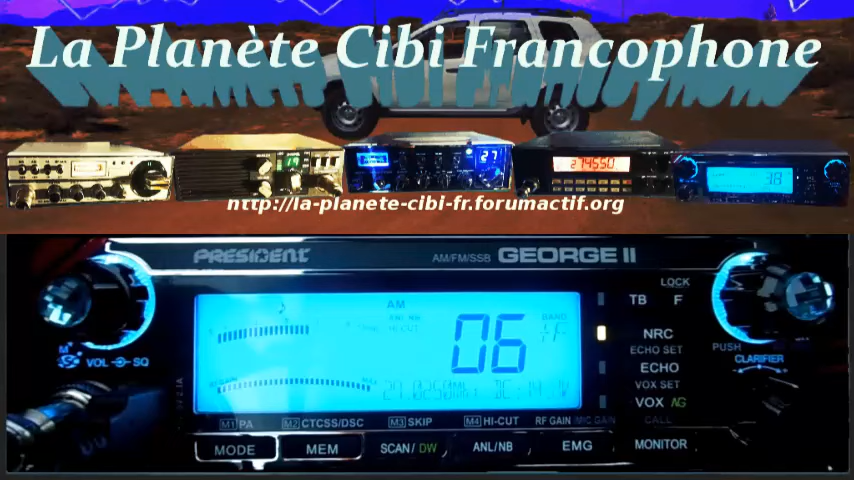 La Planète Cibi Francophone
19
27
27.4550
38
http://la-planete-cibi-fr.forumactif.org
PRESIDENT
AM/FM/SSB GEORGE II
LOCK
TB F
AM
06
BAND
NRC
ECHO SET
ECHO
VOX SET
VOX AG
CALL
PUSH
CLARIFIER
M
VOL SQ
M1 PA
M2 CTCSS/DSC
M3 SKIP
M4 HI-CUT
RF GAIN /MIC GAIN
MODE
MEM
SCAN/ DW
ANL/NB
EMG
MONITOR